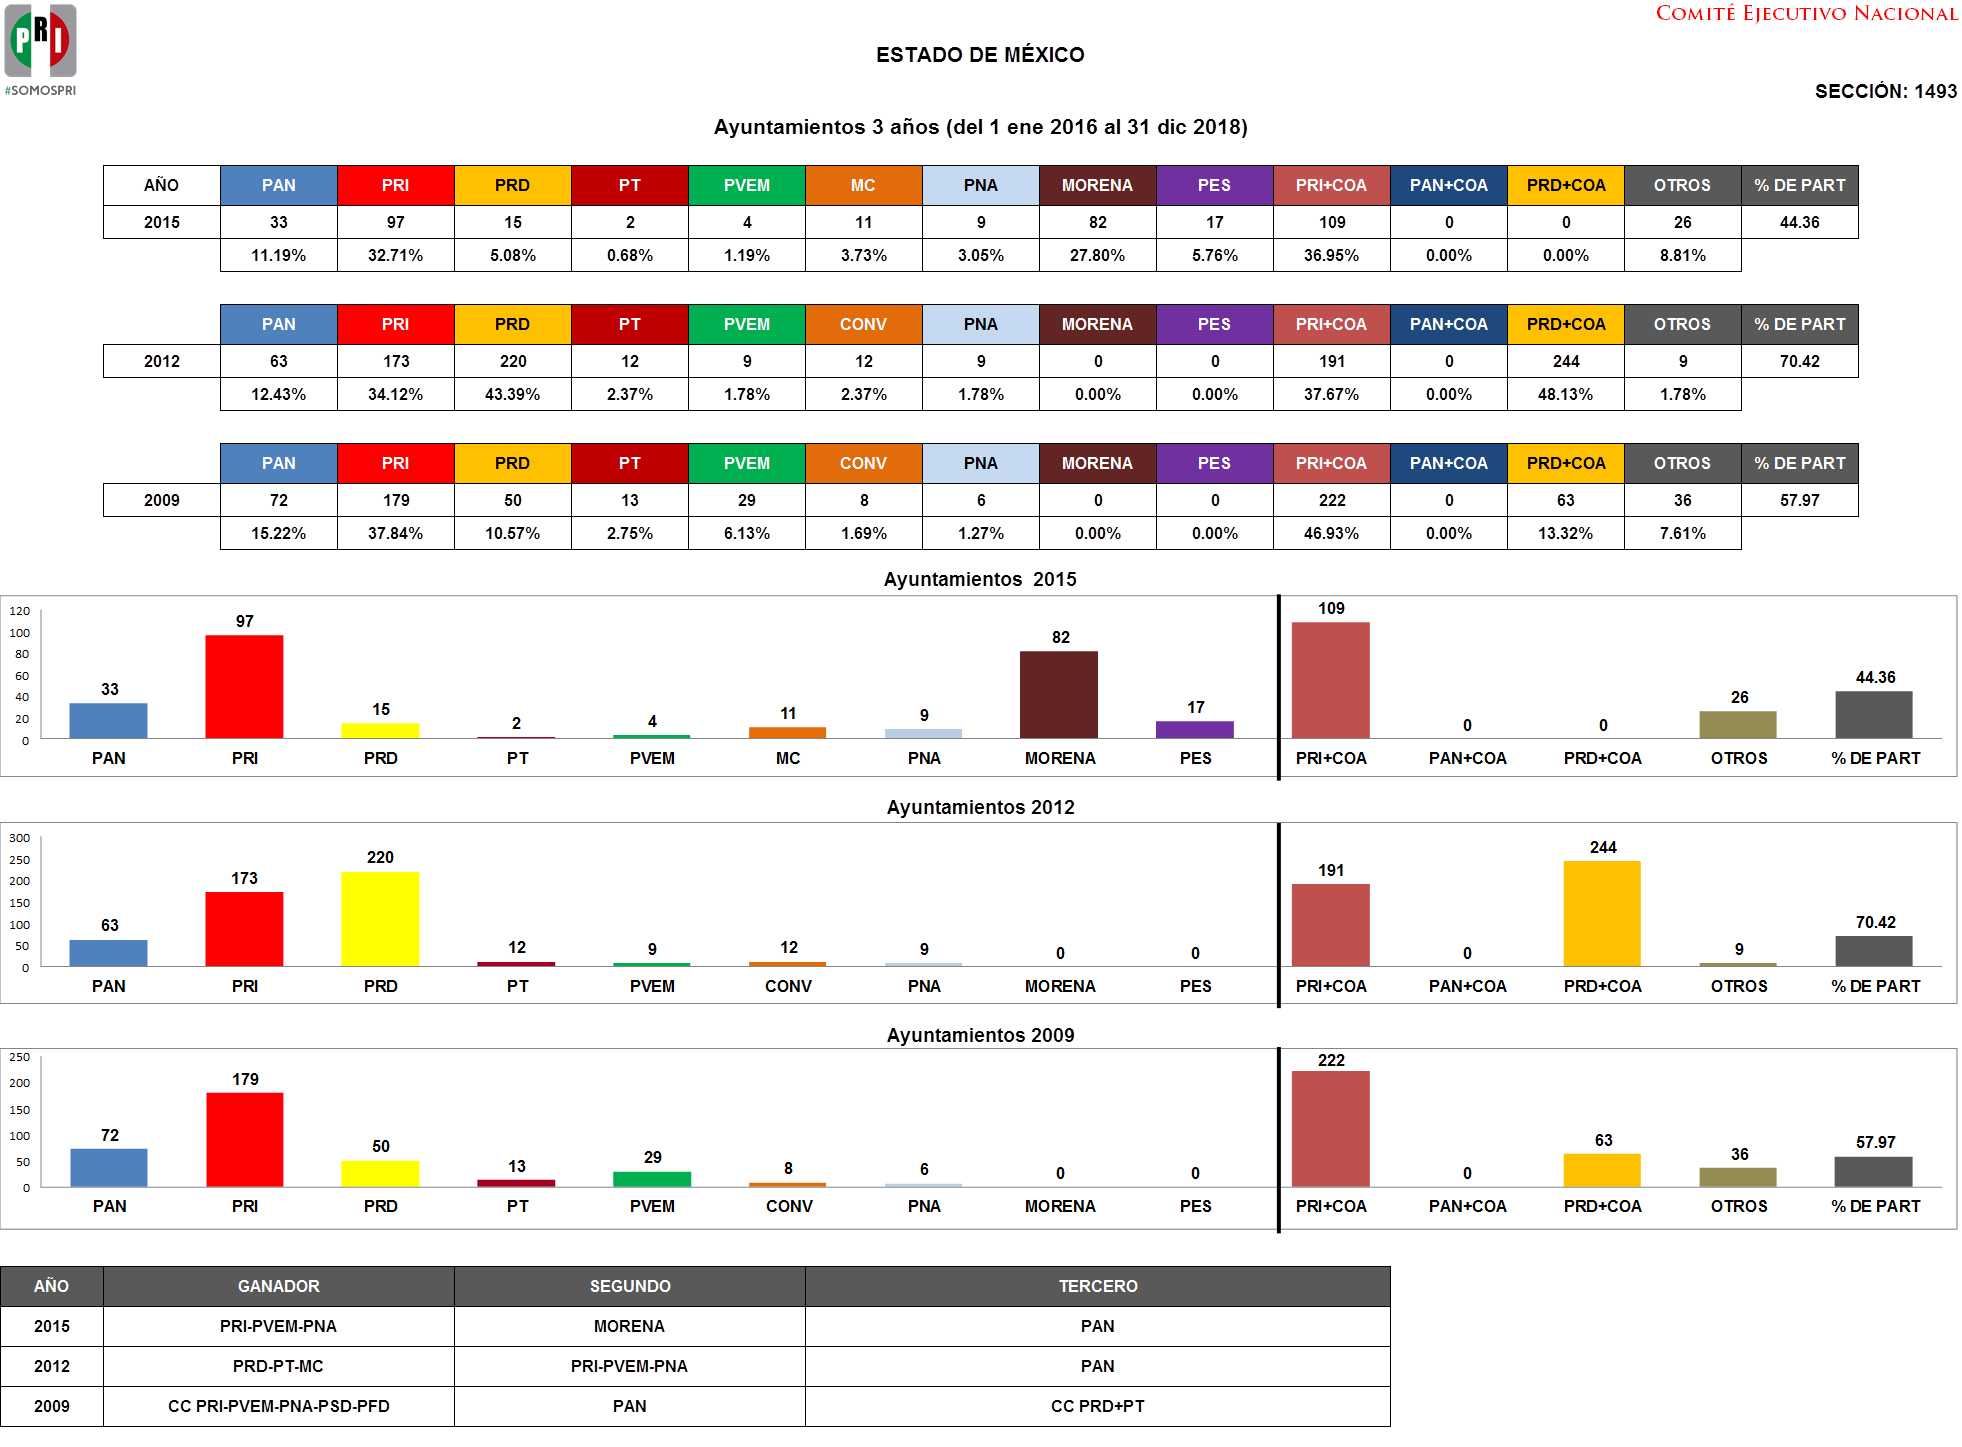 PRI
#SOMOSPRI
COMITÉ EJECUTIVO NACIONAL
ESTADO DE MÉXICO
SECCIÓN: 1493
Ayuntamientos 3 años (del 1 ene 2016 al 31 dic 2018)
AÑO PAN PRI PRD PT PVEM MC PNA MORENA PES PRI+COA PAN+COA PRD+COA OTROS % DE PART
2015 33 97 15 2 4 11 9 82 17 109 0 0 26 44.36
11.19% 32.71% 5.08% 0.68% 1.19% 3.73% 3.05% 27.80% 5.76% 36.95% 0.00% 0.00% 8.81%
PAN PRI PRD PT PVEM CONV PNA MORENA PES PRI+COA PAN+COA PRD+COA OTROS % DE PART
2012 63 173 220 12 9 12 9 0 0 191 0 244 9 70.42
12.43% 34.12% 43.39% 2.37% 1.78% 2.37% 1.78% 0.00% 0.00% 37.67% 0.00% 48.13% 1.78%
PAN PRI PRD PT PVEM CONV PNA MORENA PES PRI+COA PAN+COA PRD+COA OTROS % DE PART
2009 72 179 50 13 29 8 6 0 0 222 0 63 36 57.97
15.22% 37.84% 10.57% 2.75% 6.13% 1.69% 1.27% 0.00% 0.00% 46.93% 0.00% 13.32% 7.61%
Ayuntamientos 2015
120
100
80
60
40
20
0
33 97 15 2 4 11 9 82 17 109 0 0 26 44.36
PAN PRI PRD PT PVEM MC PNA MORENA PES PRI+COA PAN+COA PRD+COA OTROS % DE PART
Ayuntamientos 2012
300
250
200
150
100
50
0
63 173 220 12 9 12 9 0 0 191 0 244 9 70.42
PAN PRI PRD PT PVEM CONV PNA MORENA PES PRI+COA PAN+COA PRD+COA OTROS % DE PART
Ayuntamientos 2009
250
200
150
100
50
0
72 179 50 13 29 8 6 0 0 222 0 63 36 57.97
PAN PRI PRD PT PVEM CONV PNA MORENA PES PRI+COA PAN+COA PRD+COA OTROS % DE PART
AÑO GANADOR SEGUNDO TERCERO
2015 PRI-PVEM-PNA MORENA PAN
2012 PRD-PT-MC PRI-PVEM-PNA PAN
2009 CC PRI-PVEM-PNA-PSD-PFD PAN CC PRD+PT